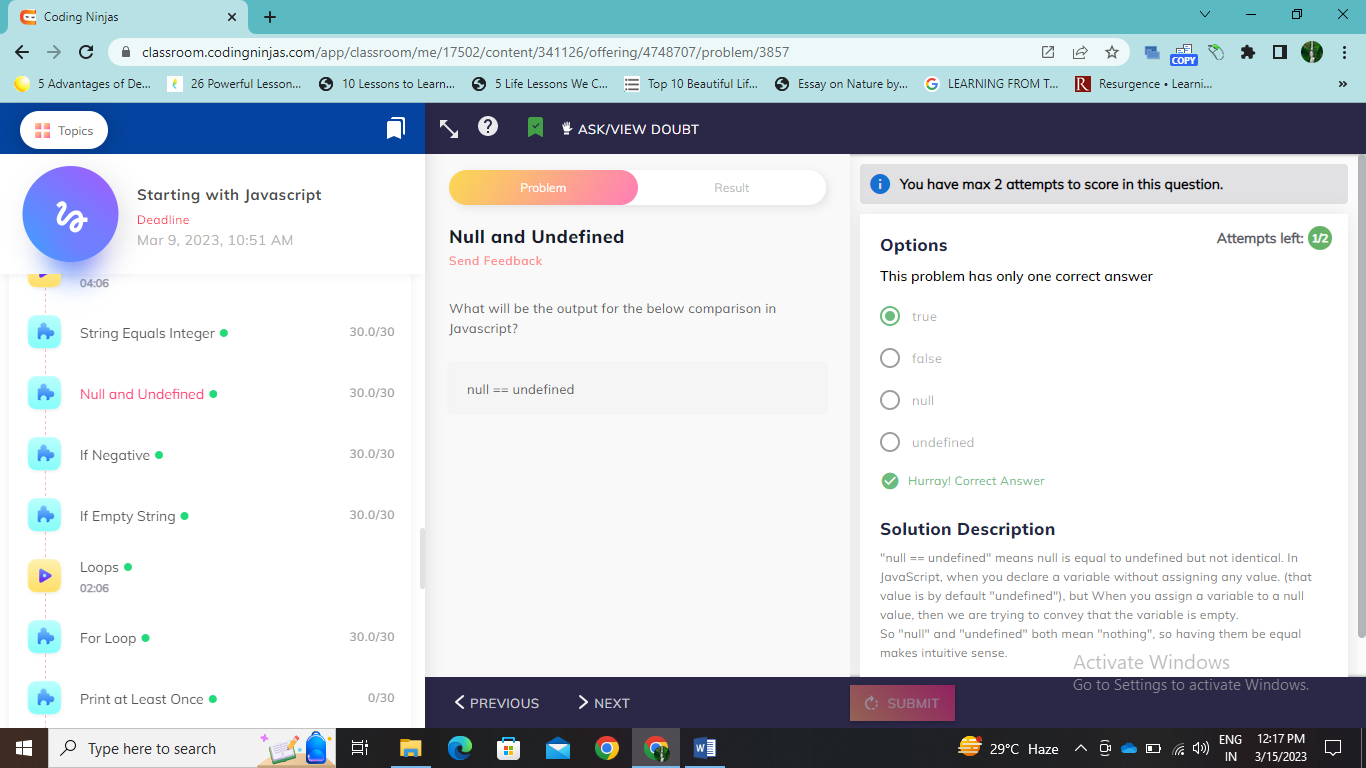 Coding Ninjas
classroom.codingninjas.com/app/classroom/me/17502/content/341126/offering/4748707/problem/3857
COPY
5 Advantages of De...
26 Powerful Lesson...
10 Lessons to Learn...
5 Life Lessons We C...
Top 10 Beautiful Lif...
Essay on Nature by...
LEARNING FROM T...
Resurgence • Learni...
Topics
ASK/VIEW DOUBT
Starting with Javascript
Deadline
Mar 9, 2023, 10:51 AM
04:06
String Equals Integer 30.0/30
Null and Undefined 30.0/30
If Negative 30.0/30
If Empty String 30.0/30
Loops
02:06
For Loop 30.0/30
Print at Least Once 0/30
Problem Result
Null and Undefined
Send Feedback
What will be the output for the below comparison in
Javascript?
null == undefined
You have max 2 attempts to score in this question.
Options
Attempts left: 1/2
This problem has only one correct answer
true
false
null
undefined
Hurray! Correct Answer
Solution Description
"null == undefined" means null is equal to undefined but not identical. In
JavaScript, when you declare a variable without assigning any value. (that
value is by default "undefined"), but When you assign a variable to a null
value, then we are trying to convey that the variable is empty.
So "null" and "undefined" both mean "nothing", so having them be equal
makes intuitive sense.
Activate Windows
Go to Settings to activate Windows.
PREVIOUS NEXT
SUBMIT
Type here to search
29°C Haze
ENG
IN
12:17 PM
3/15/2023